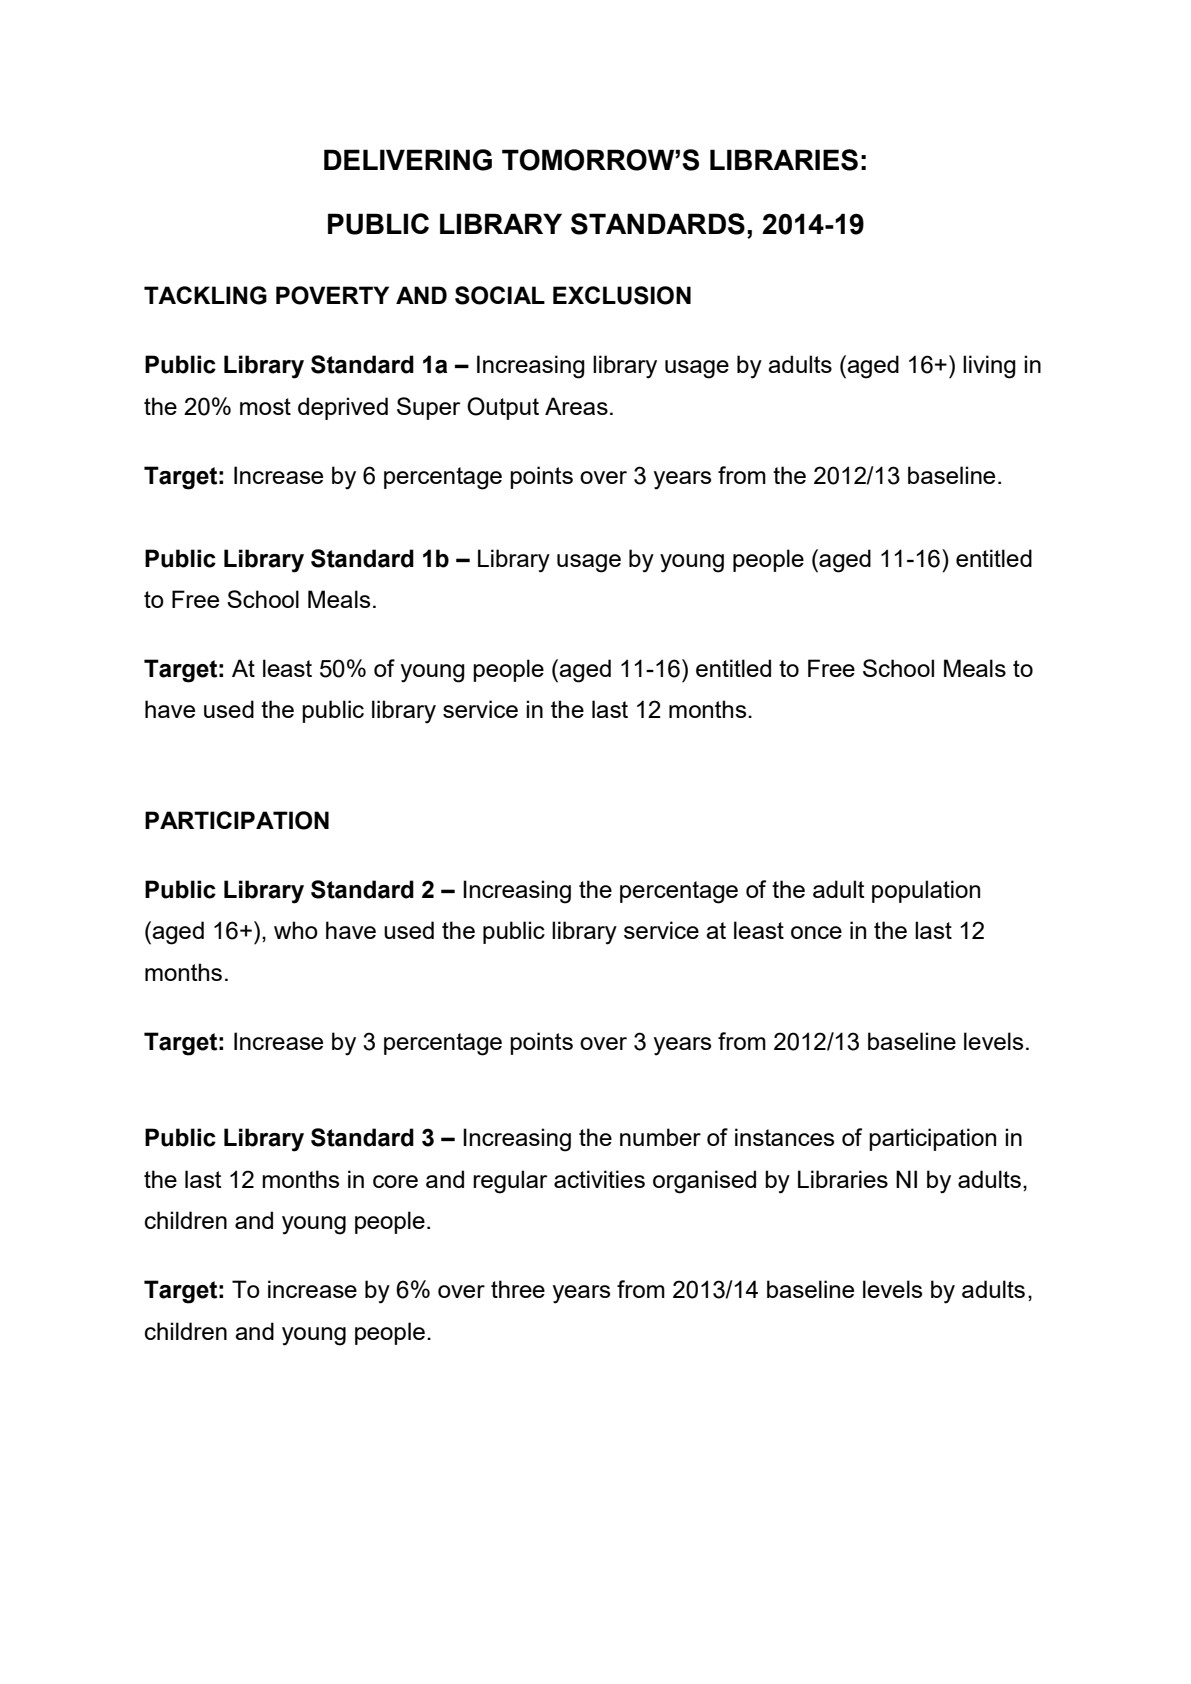 DELIVERING TOMORROW’S LIBRARIES:
PUBLIC LIBRARY STANDARDS, 2014-19
TACKLING POVERTY AND SOCIAL EXCLUSION
Public Library Standard 1a – Increasing library usage by adults (aged 16+) living in
the 20% most deprived Super Output Areas.
Target: Increase by 6 percentage points over 3 years from the 2012/13 baseline.
Public Library Standard 1b – Library usage by young people (aged 11-16) entitled
to Free School Meals.
Target: At least 50% of young people (aged 11-16) entitled to Free School Meals to
have used the public library service in the last 12 months.
PARTICIPATION
Public Library Standard 2 – Increasing the percentage of the adult population
(aged 16+), who have used the public library service at least once in the last 12
months.
Target: Increase by 3 percentage points over 3 years from 2012/13 baseline levels.
Public Library Standard 3 – Increasing the number of instances of participation in
the last 12 months in core and regular activities organised by Libraries NI by adults,
children and young people.
Target: To increase by 6% over three years from 2013/14 baseline levels by adults,
children and young people.